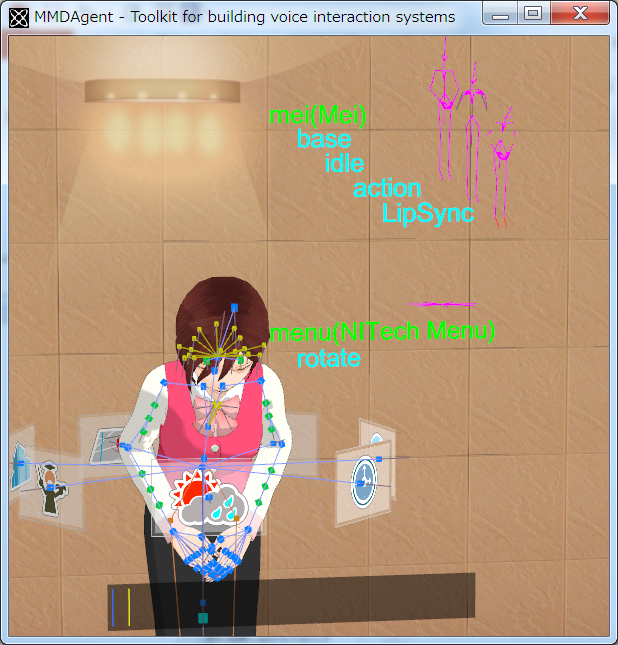 MMDAgent - Toolkit for building voice interaction systems
mei(Mei)
base
idle
action
LipSync
menu(NITech Menu)
rotate